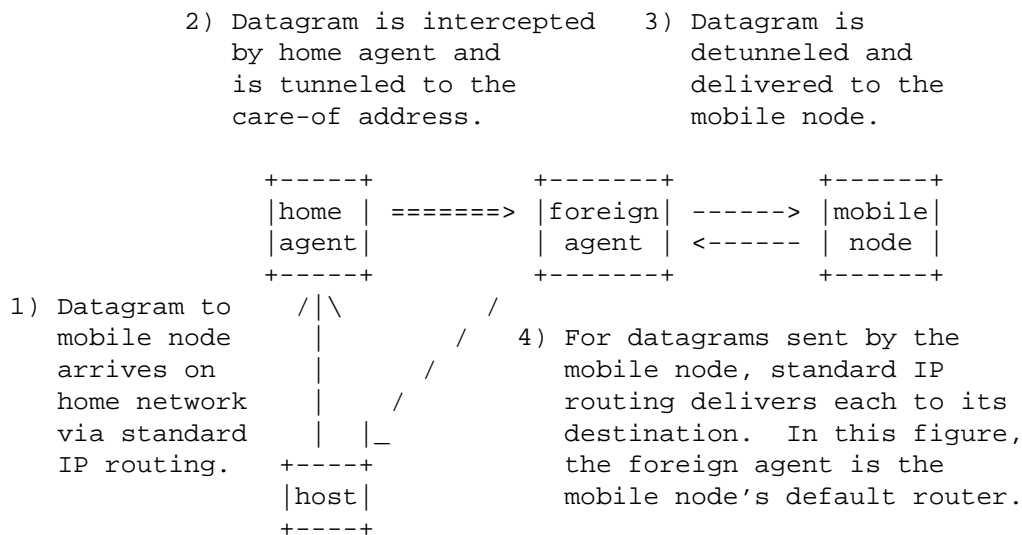 2) Datagram is intercepted   3) Datagram is
by home agent and            detunneled and
is tunneled to the           delivered to the
care-of address.             mobile node.
+-----+          +-------+         +------+
|home | =======> |foreign| ------> |mobile|
|agent|          | agent | <------ | node |
+-----+          +-------+         +------+
1) Datagram to    /|\         /
mobile node      |        /   4) For datagrams sent by the
arrives on       |      /        mobile node, standard IP
home network     |    /          routing delivers each to its
via standard     |  |_           destination.  In this figure,
IP routing.   +----+             the foreign agent is the
|host|             mobile node's default router.
+----+